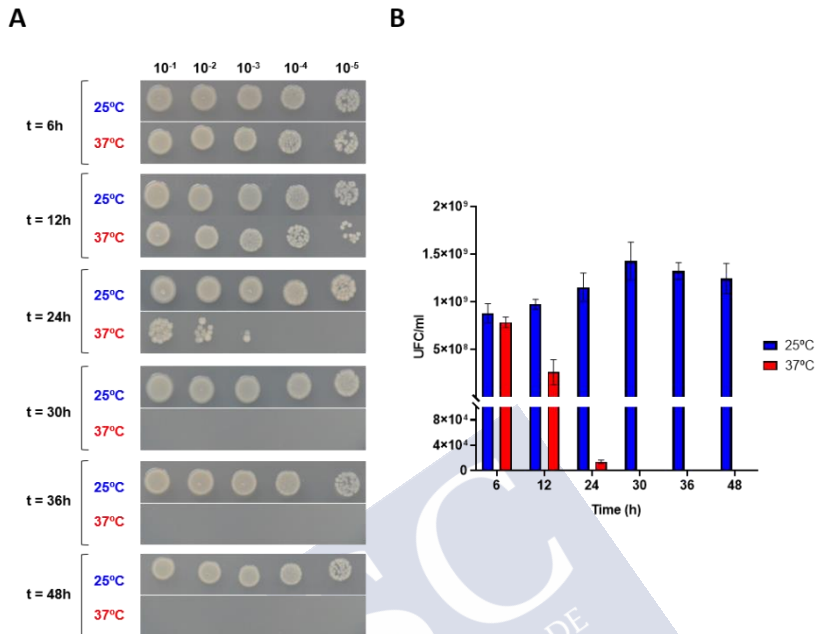 A
B
10⁻¹ 10⁻² 10⁻³ 10⁻⁴ 10⁻⁵
t = 6h
25ºC
37ºC
t = 12h
25ºC
37ºC
t = 24h
25ºC
37ºC
t = 30h
25ºC
37ºC
t = 36h
25ºC
37ºC
t = 48h
25ºC
37ºC
UFC/ml
2×10⁹
1.5×10⁹
1×10⁹
5×10⁸
8×10⁴
4×10⁴
0
6 12 24 30 36 48
Time (h)
25ºC
37ºC
SC
DE